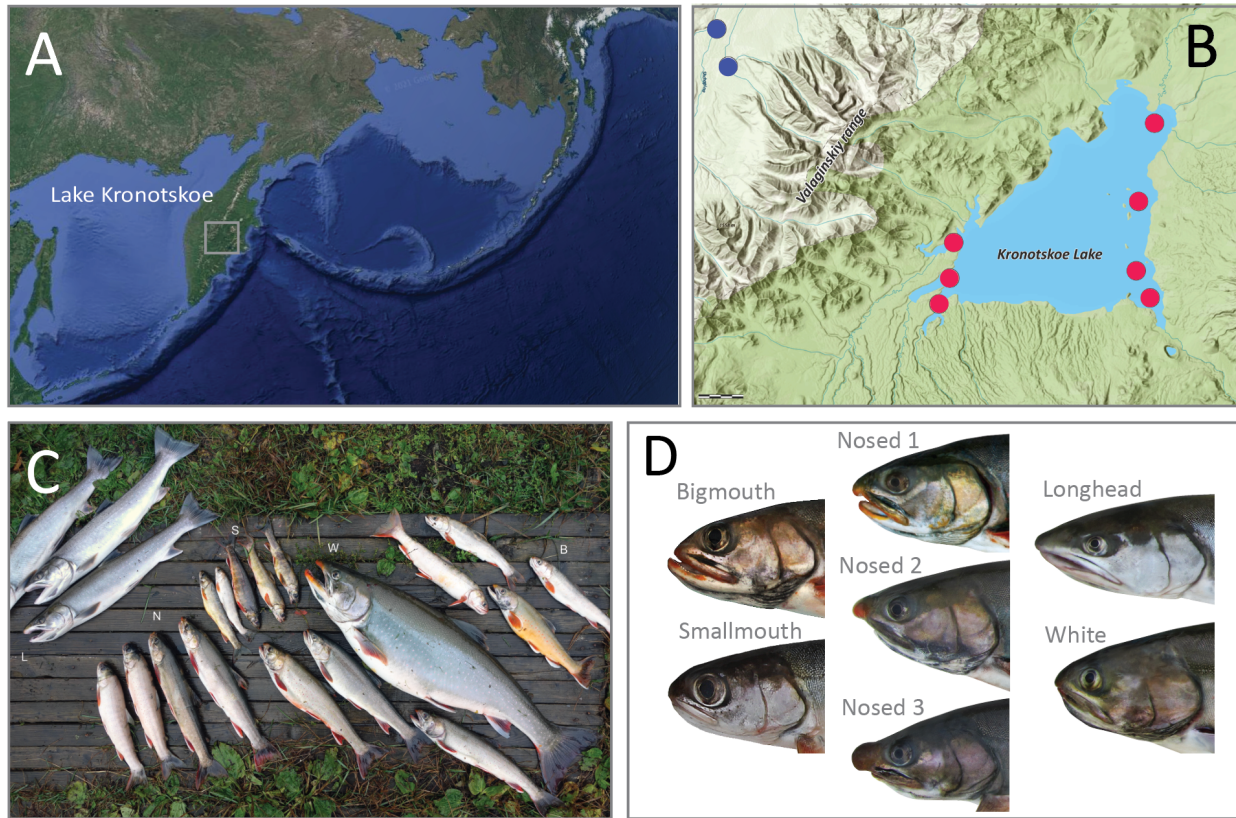 A
Lake Kronotskoe
B
Valaginskiy range
Kronotskoe Lake
C
S
W
B
N
L
D
Nosed 1
Bigmouth
Longhead
Nosed 2
Smallmouth
White
Nosed 3